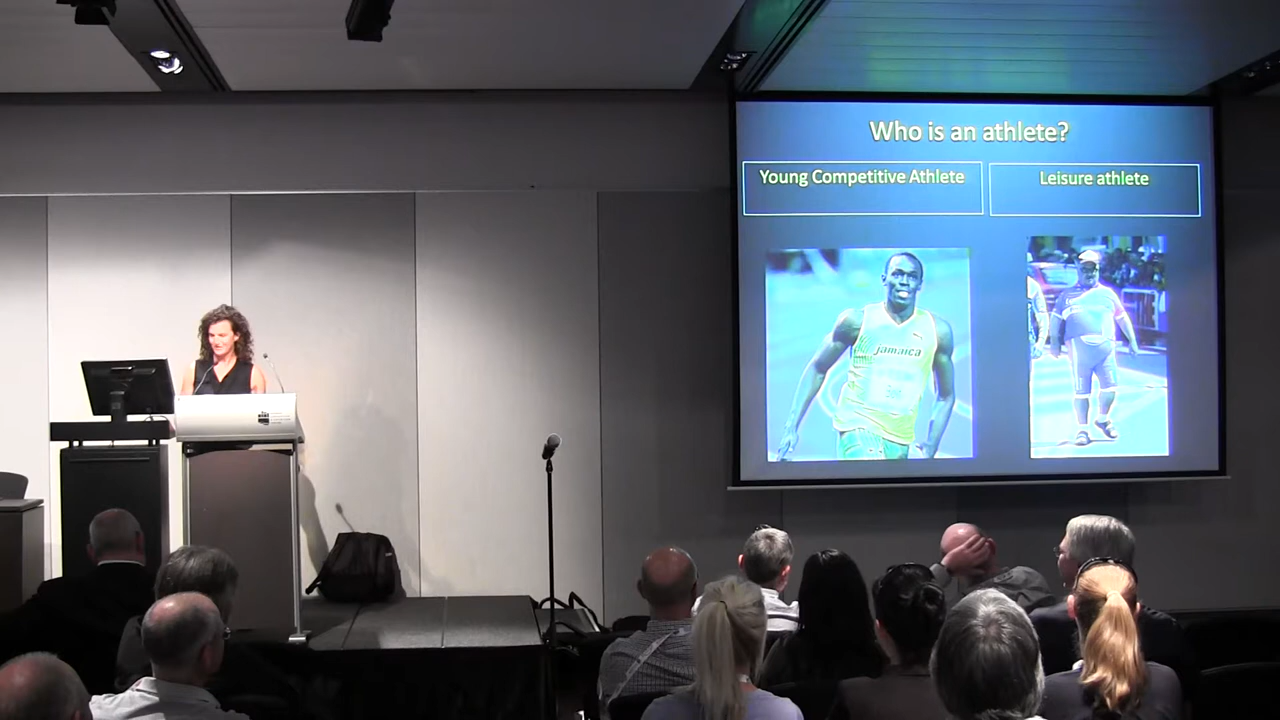 Who is an athlete?
Young Competitive Athlete
Leisure athlete
Jamaica